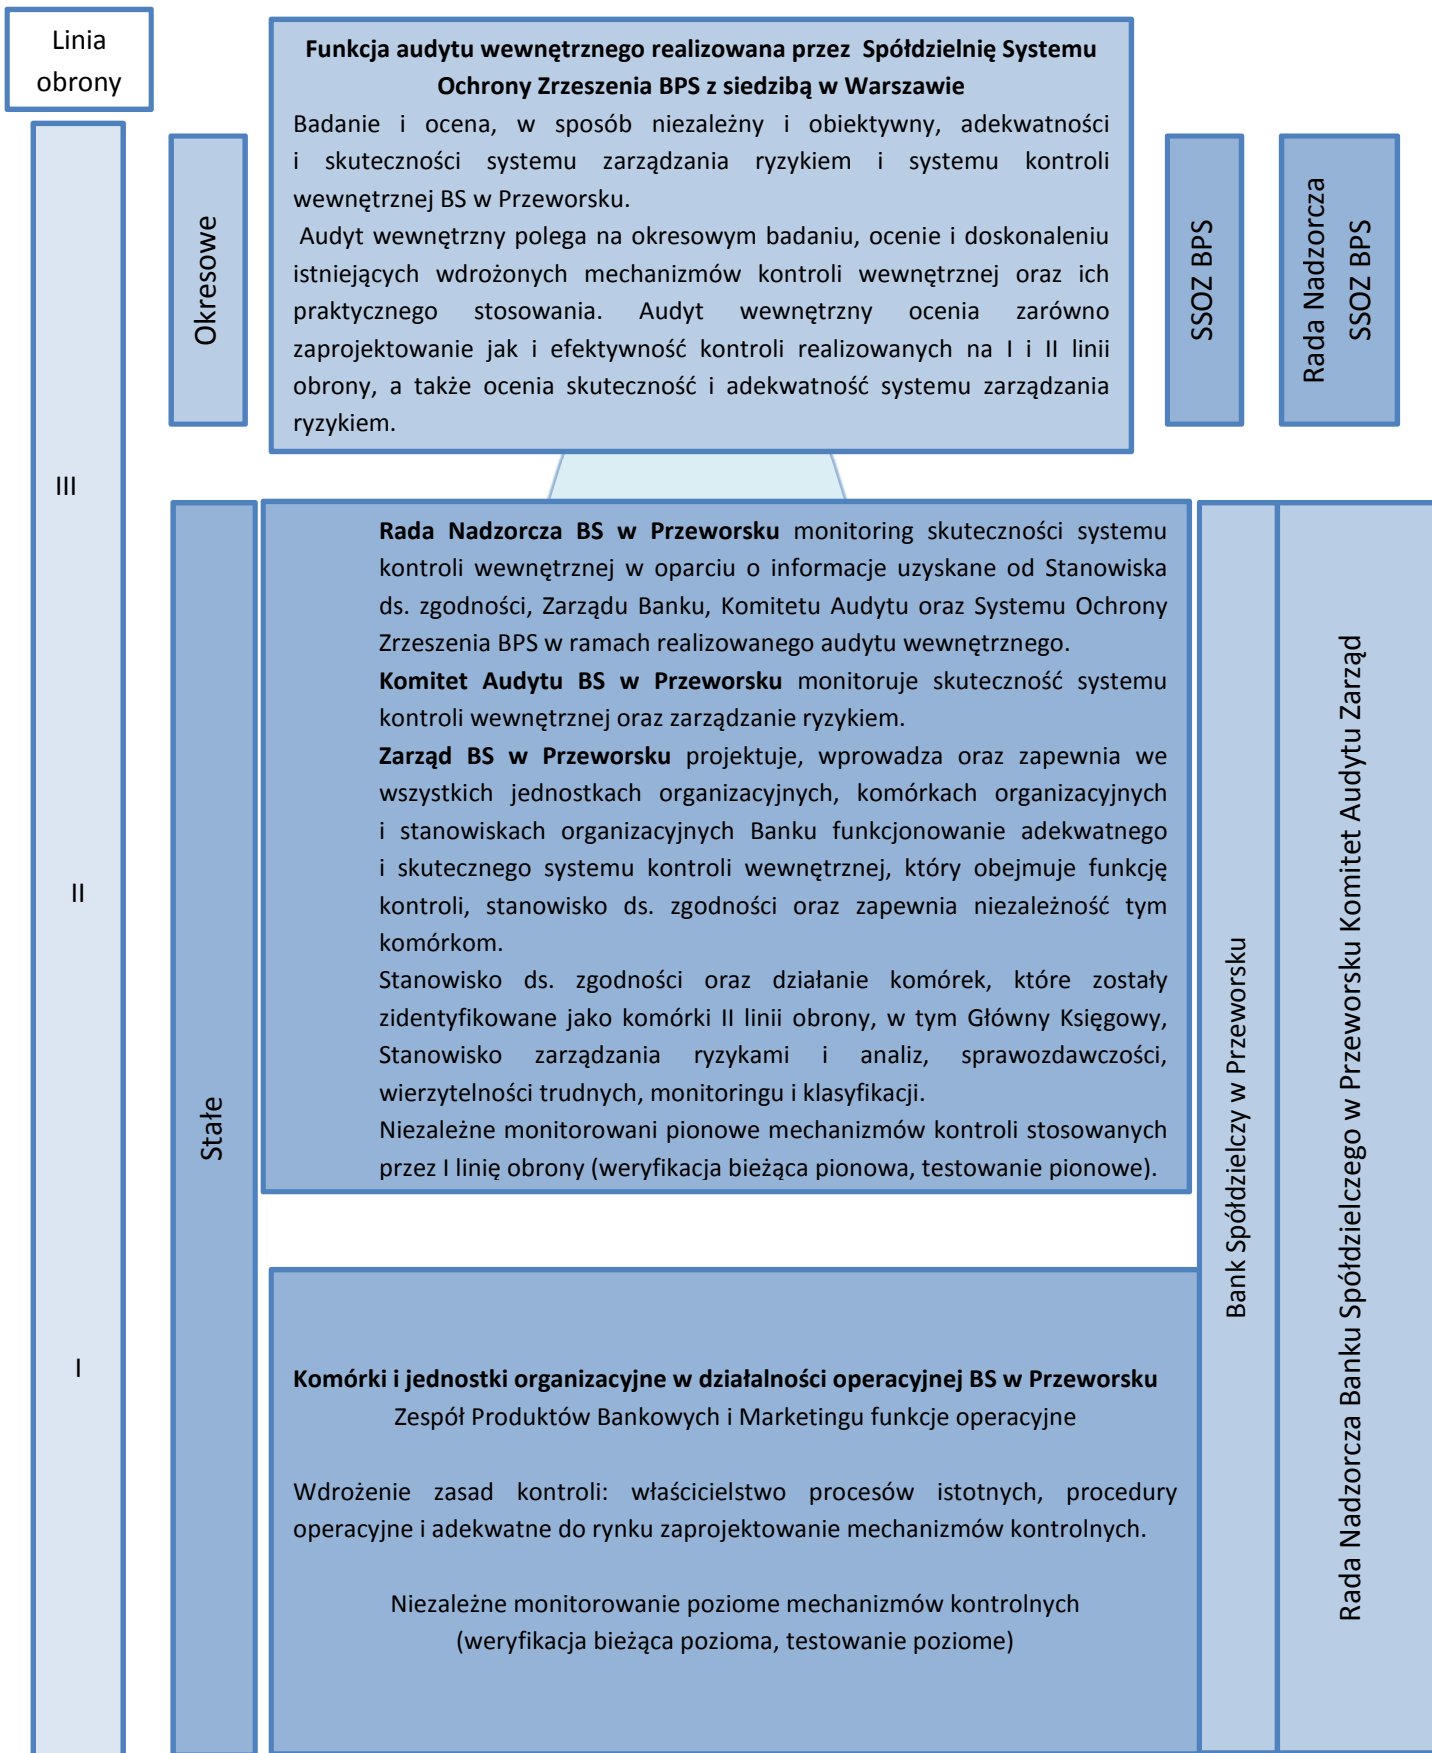 Linia
obrony
Funkcja audytu wewnętrznego realizowana przez Spółdzielnię Systemu
Ochrony Zrzeszenia BPS z siedzibą w Warszawie
Badanie i ocena, w sposób niezależny i obiektywny, adekwatności
i skuteczności systemu zarządzania ryzykiem i systemu kontroli
wewnętrznej BS w Przeworsku.
Audyt wewnętrzny polega na okresowym badaniu, ocenie i doskonaleniu
istniejących wdrożonych mechanizmów kontroli wewnętrznej oraz ich
praktycznego stosowania. Audyt wewnętrzny ocenia zarówno
zaprojektowanie jak i efektywność kontroli realizowanych na I i II linii
obrony, a także ocenia skuteczność i adekwatność systemu zarządzania
ryzykiem.
Okresowe
SSOZ BPS
Rada Nadzorcza
SSOZ BPS
III
Rada Nadzorcza BS w Przeworsku monitoring skuteczności systemu
kontroli wewnętrznej w oparciu o informacje uzyskane od Stanowiska
ds. zgodności, Zarządu Banku, Komitetu Audytu oraz Systemu Ochrony
Zrzeszenia BPS w ramach realizowanego audytu wewnętrznego.
Komitet Audytu BS w Przeworsku monitoruje skuteczność systemu
kontroli wewnętrznej oraz zarządzanie ryzykiem.
Zarząd BS w Przeworsku projektuje, wprowadza oraz zapewnia we
wszystkich jednostkach organizacyjnych, komórkach organizacyjnych
i stanowiskach organizacyjnych Banku funkcjonowanie adekwatnego
i skutecznego systemu kontroli wewnętrznej, który obejmuje funkcję
kontroli, stanowisko ds. zgodności oraz zapewnia niezależność tym
komórkom.
Stanowisko ds. zgodności oraz działanie komórek, które zostały
zidentyfikowane jako komórki II linii obrony, w tym Główny Księgowy,
Stanowisko zarządzania ryzykami i analiz, sprawozdawczości,
wierzytelności trudnych, monitoringu i klasyfikacji.
Niezależne monitorowani pionowe mechanizmów kontroli stosowanych
przez I linię obrony (weryfikacja bieżąca pionowa, testowanie pionowe).
II
Stałe
Bank Spółdzielczy w Przeworsku
Rada Nadzorcza Banku Spółdzielczego w Przeworsku Komitet Audytu Zarząd
I
Komórki i jednostki organizacyjne w działalności operacyjnej BS w Przeworsku
Zespół Produktów Bankowych i Marketingu funkcje operacyjne
Wdrożenie zasad kontroli: właścicielstwo procesów istotnych, procedury
operacyjne i adekwatne do rynku zaprojektowanie mechanizmów kontrolnych.
Niezależne monitorowanie poziome mechanizmów kontrolnych
(weryfikacja bieżąca pozioma, testowanie poziome)